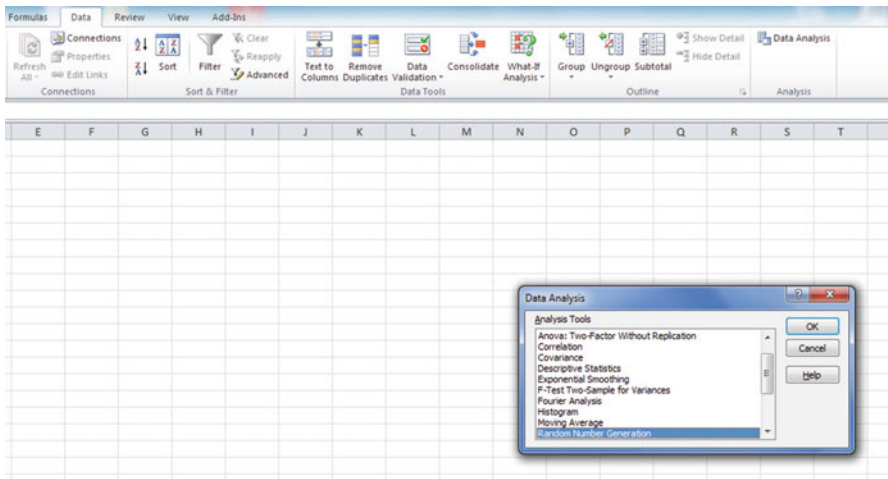 Formulas Data Review View Add-Ins
Refresh All
Connections
Properties
Edit Links
Connections
Sort
Filter
Clear
Reapply
Advanced
Sort & Filter
Text to Columns
Remove Duplicates
Data Validation
Consolidate
What-If Analysis
Data Tools
Group
Ungroup
Subtotal
Show Detail
Hide Detail
Outline
Data Analysis
Analysis
E F G H I J K L M N O P Q R S T
Data Analysis
Analysis Tools
Anova: Two-Factor Without Replication
Correlation
Covariance
Descriptive Statistics
Exponential Smoothing
F-Test Two-Sample for Variances
Fourier Analysis
Histogram
Moving Average
Random Number Generation
OK
Cancel
Help